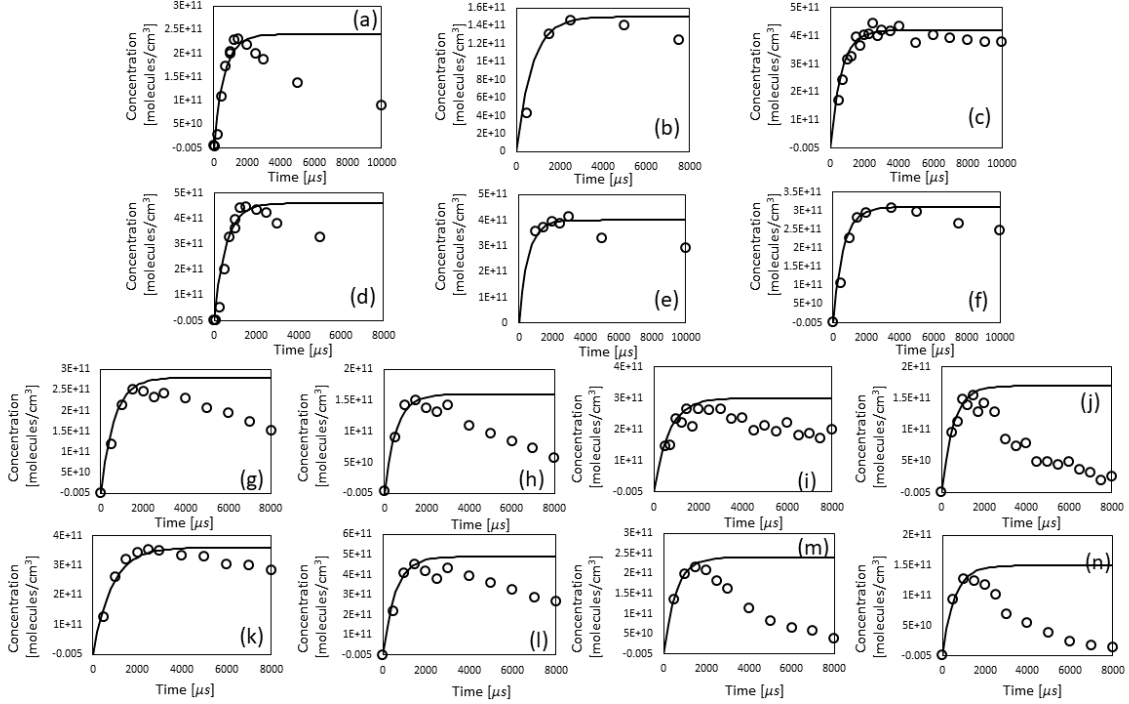 Concentration
[molecules/cm³]
3E+11
2.5E+11
2E+11
1.5E+11
1E+11
5E+10
-0.005
0 2000 4000 6000 8000 10000
Time [μs]
(a)
Concentration
[molecules/cm³]
1.6E+11
1.4E+11
1.2E+11
1E+11
8E+10
6E+10
4E+10
2E+10
0
0 2000 4000 6000 8000
Time [μs]
(b)
Concentration
[molecules/cm³]
5E+11
4E+11
3E+11
2E+11
1E+11
-0.005
0 2000 4000 6000 8000 10000
Time [μs]
(c)
Concentration
[molecules/cm³]
5E+11
4E+11
3E+11
2E+11
1E+11
-0.005
0 2000 4000 6000 8000
Time [μs]
(d)
Concentration
[molecules/cm³]
5E+11
4E+11
3E+11
2E+11
1E+11
0
0 2000 4000 6000 8000 10000
Time [μs]
(e)
Concentration
[molecules/cm³]
3.5E+11
3E+11
2.5E+11
2E+11
1.5E+11
1E+11
5E+10
-0.005
0 2000 4000 6000 8000 10000
Time [μs]
(f)
Concentration
[molecules/cm³]
3E+11
2.5E+11
2E+11
1.5E+11
1E+11
5E+10
-0.005
0 2000 4000 6000 8000
Time [μs]
(g)
Concentration
[molecules/cm³]
2E+11
1.5E+11
1E+11
5E+10
-0.005
0 2000 4000 6000 8000
Time [μs]
(h)
Concentration
[molecules/cm³]
4E+11
3E+11
2E+11
1E+11
-0.005
0 2000 4000 6000 8000
Time [μs]
(i)
Concentration
[molecules/cm³]
2E+11
1.5E+11
1E+11
5E+10
-0.005
0 2000 4000 6000 8000
Time [μs]
(j)
Concentration
[molecules/cm³]
4E+11
3E+11
2E+11
1E+11
-0.005
0 2000 4000 6000 8000
Time [μs]
(k)
Concentration
[molecules/cm³]
6E+11
5E+11
4E+11
3E+11
2E+11
1E+11
-0.005
0 2000 4000 6000 8000
Time [μs]
(l)
Concentration
[molecules/cm³]
3E+11
2.5E+11
2E+11
1.5E+11
1E+11
5E+10
-0.005
0 2000 4000 6000 8000
Time [μs]
(m)
Concentration
[molecules/cm³]
2E+11
1.5E+11
1E+11
5E+10
-0.005
0 2000 4000 6000 8000
Time [μs]
(n)